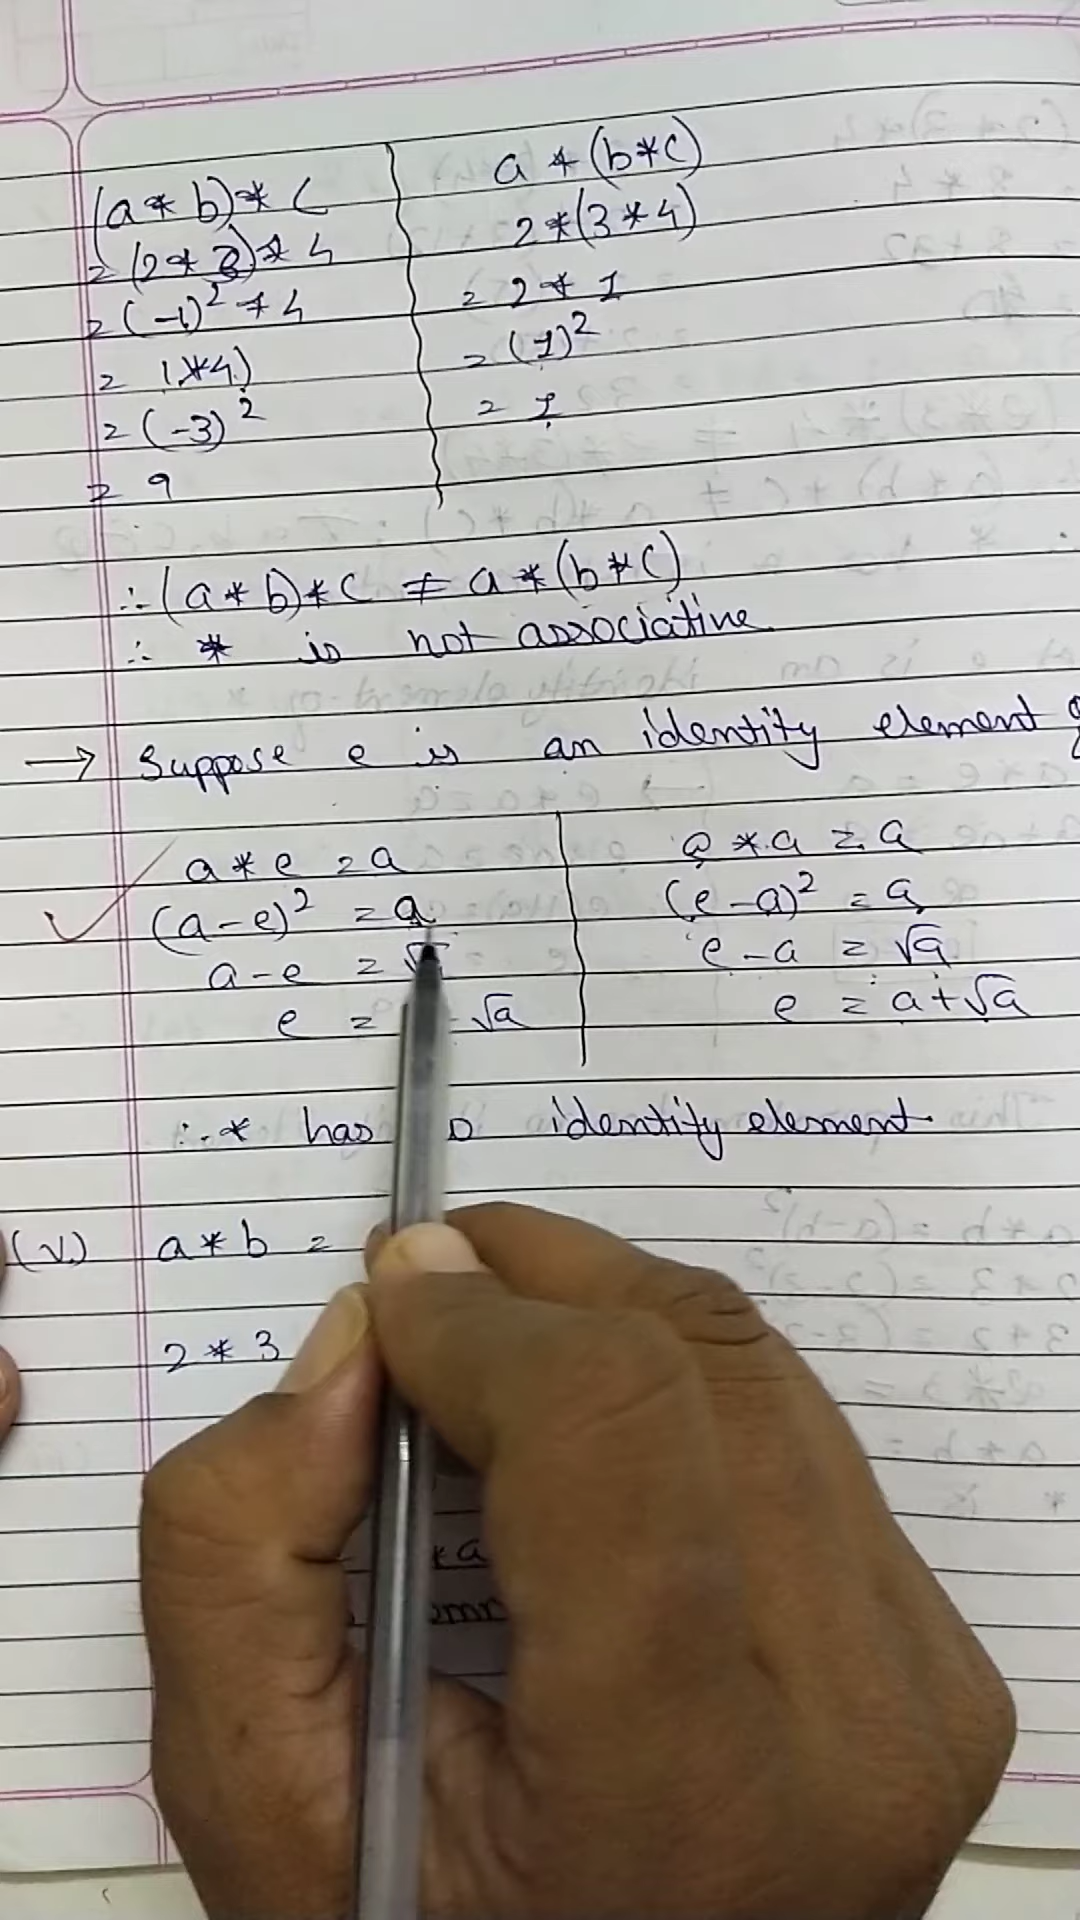 (a * b) * c
= (2 * 3) * 4
= (-1)² * 4
= 1 * 4)
= (-3)²
= 9
a * (b * c)
2 * (3 * 4)
= 2 * 1
= (1)²
= 1
∴ (a * b) * c ≠ a * (b * c)
∴ * is not associative
→ Suppose e is an identity element
a * e = a
(a - e)² = a
a - e =
e = √a
e * a = a
(e - a)² = a
e - a = √a
e = a + √a
∴ * has identity element.
(v.) a * b =
2 * 3